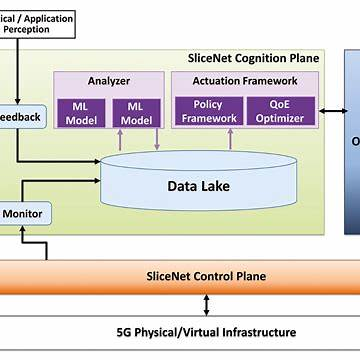 ical / Application
Perception
SliceNet Cognition Plane
Analyzer
Actuation Framework
ML
Model
ML
Model
Policy
Framework
QoE
Optimizer
eedback
Data Lake
Monitor
O
SliceNet Control Plane
5G Physical/Virtual Infrastructure